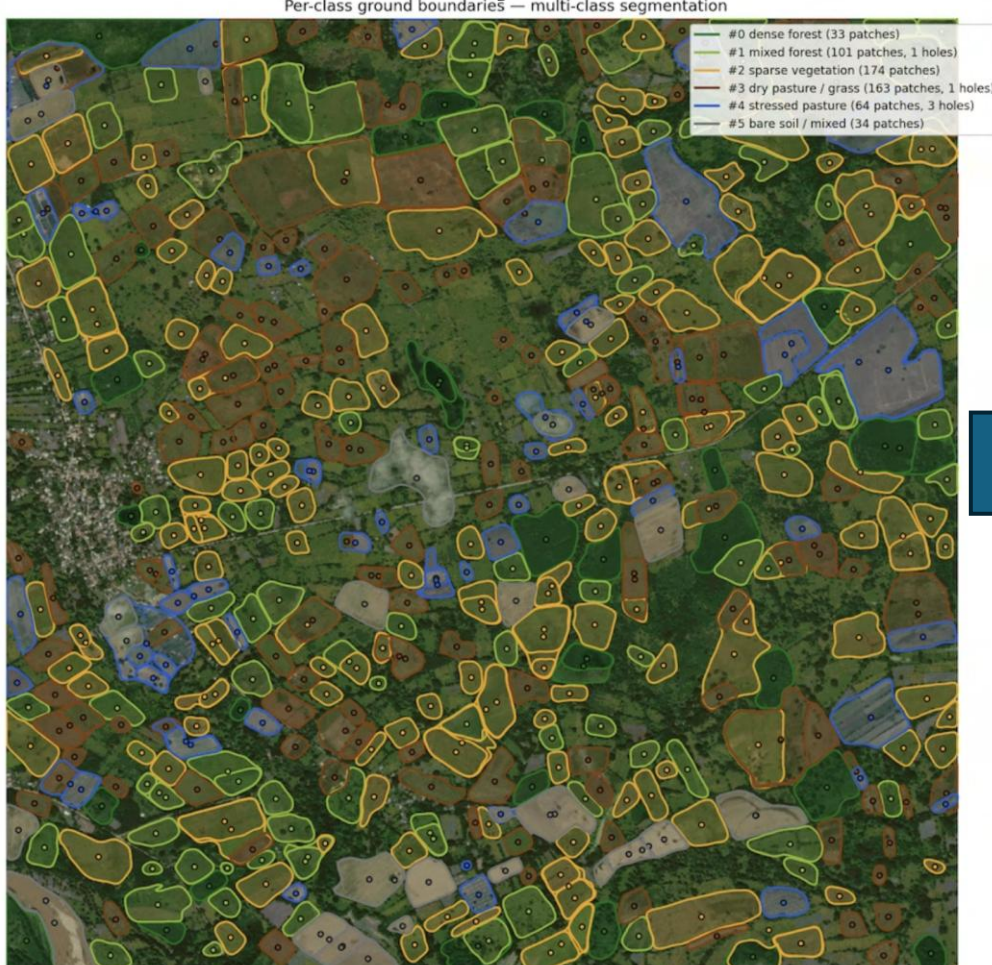 Per-class ground boundaries — multi-class segmentation
#0 dense forest (33 patches)
#1 mixed forest (101 patches, 1 holes)
#2 sparse vegetation (174 patches)
#3 dry pasture / grass (163 patches, 1 holes)
#4 stressed pasture (64 patches, 3 holes)
#5 bare soil / mixed (34 patches)